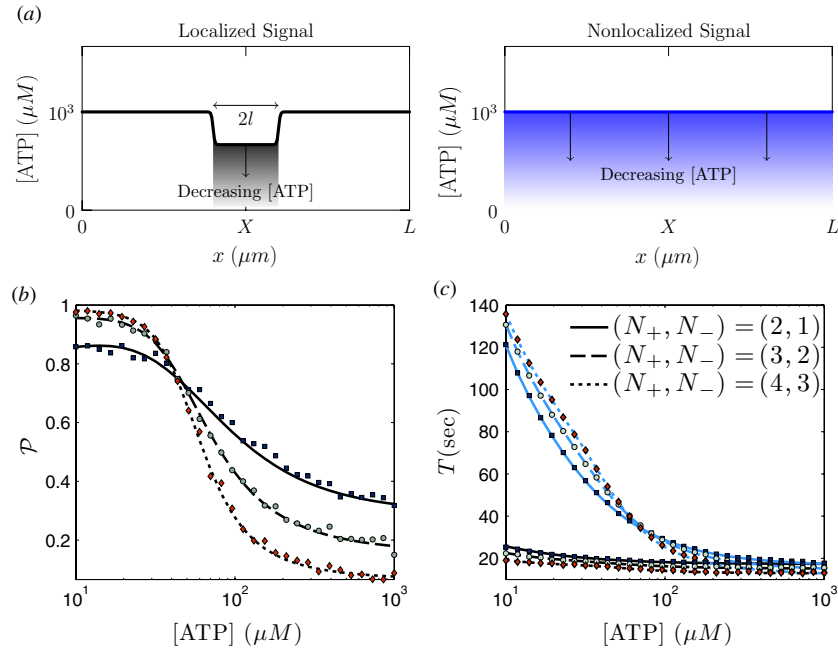 (a)
Localized Signal
Nonlocalized Signal
[ATP] (μM)
10³
0
2l
Decreasing [ATP]
0
X
L
x (μm)
[ATP] (μM)
10³
0
Decreasing [ATP]
0
X
L
x (μm)
(b)
𝒫
1
0.8
0.6
0.4
0.2
10¹
10²
10³
[ATP] (μM)
(c)
T(sec)
140
120
100
80
60
40
20
(N₊, N₋) = (2, 1)
(N₊, N₋) = (3, 2)
(N₊, N₋) = (4, 3)
10¹
10²
10³
[ATP] (μM)